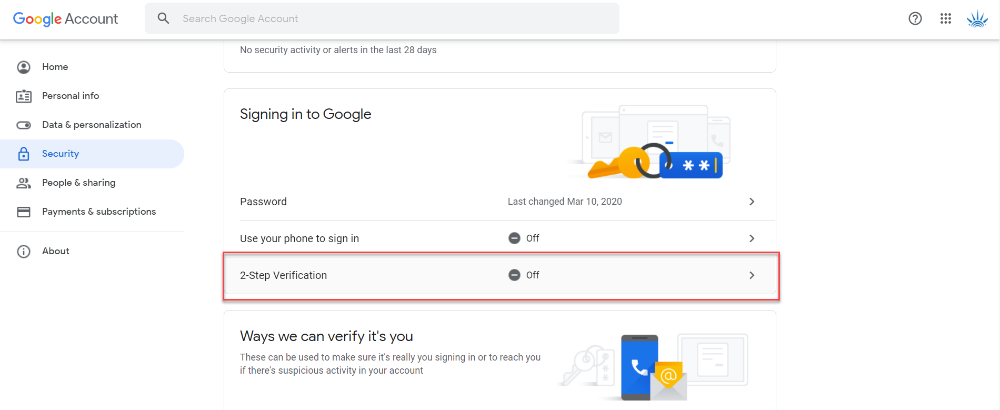 Google Account
Search Google Account
No security activity or alerts in the last 28 days
Home
Personal info
Data & personalization
Security
People & sharing
Payments & subscriptions
About
Signing in to Google
* * |
Password Last changed Mar 10, 2020
Use your phone to sign in Off
2-Step Verification Off
Ways we can verify it's you
These can be used to make sure it's really you signing in or to reach you
if there's suspicious activity in your account
@